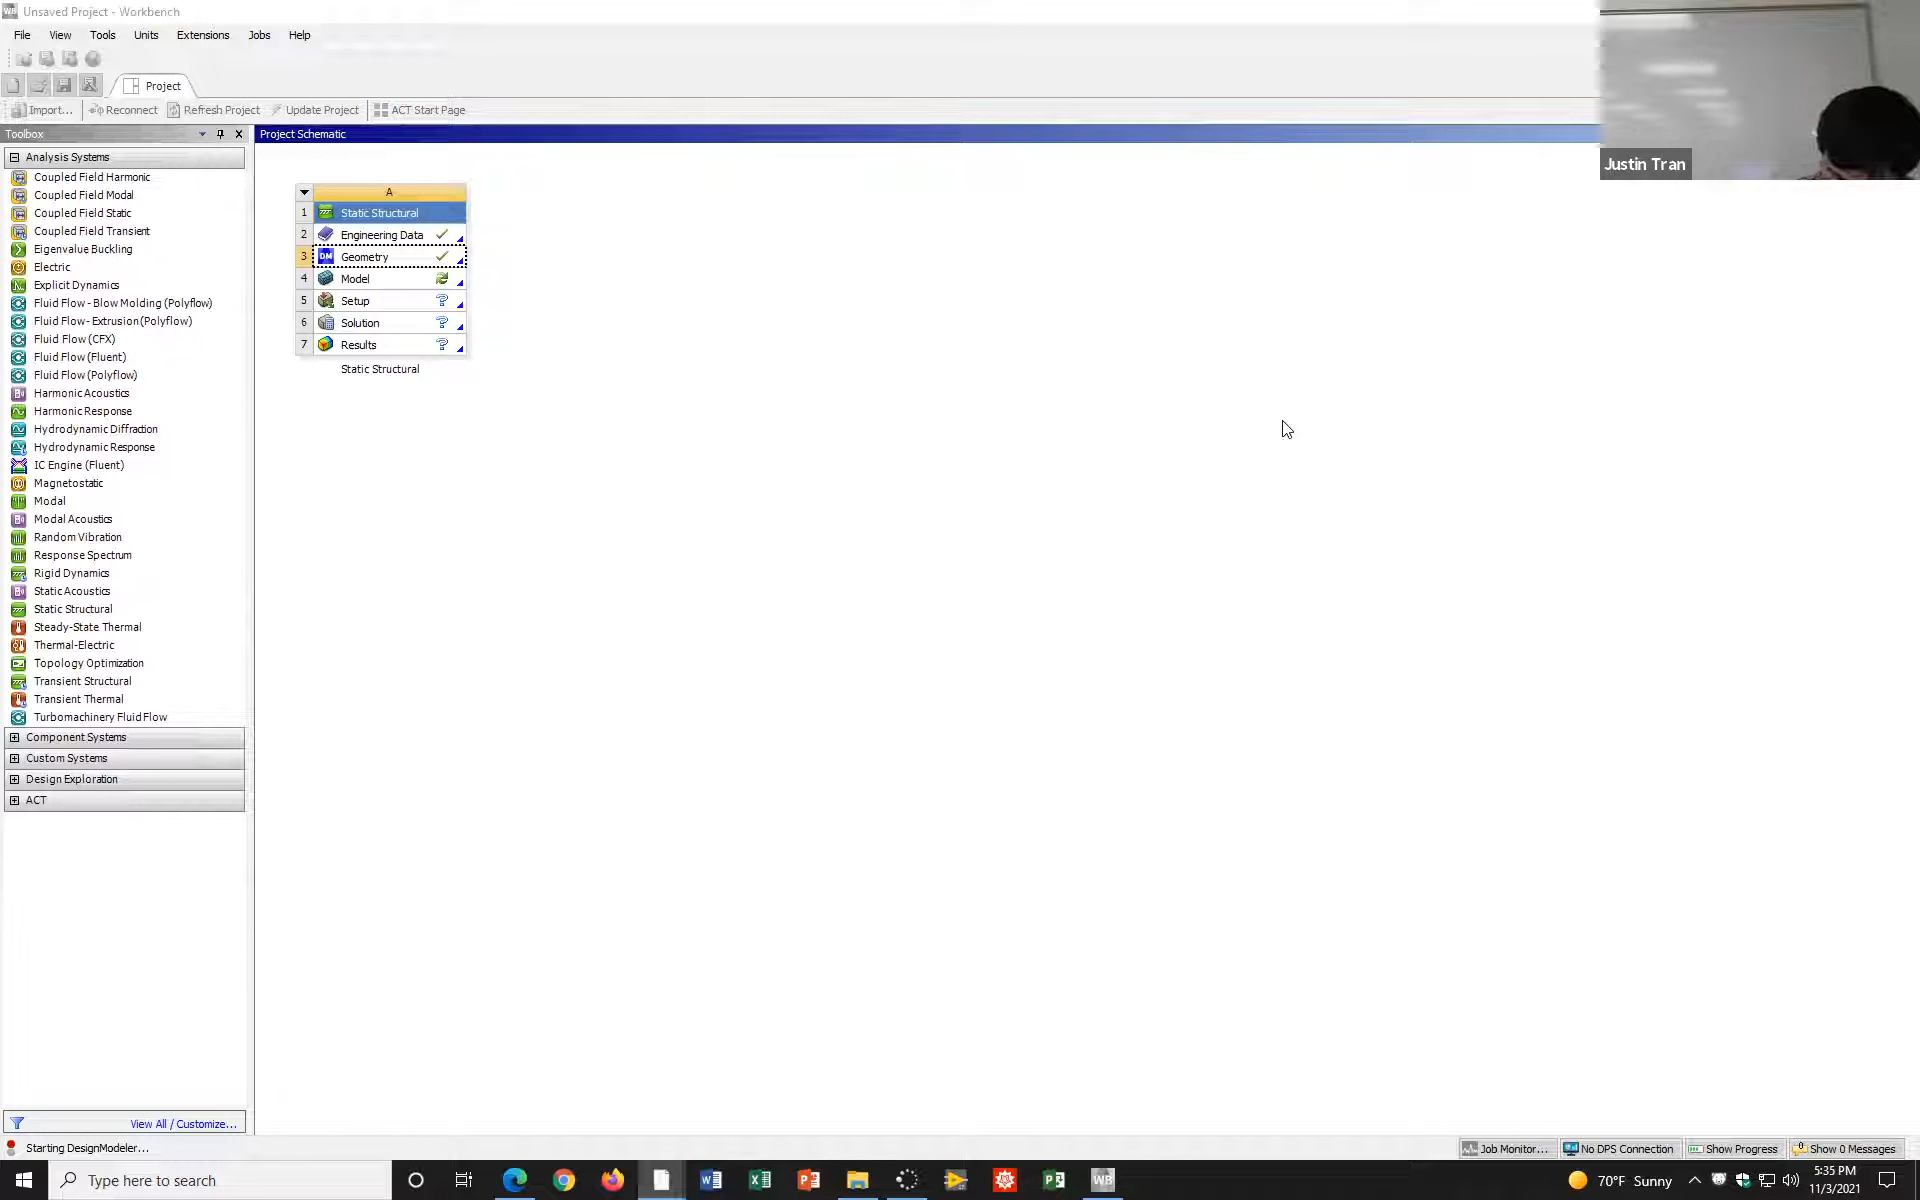 Unsaved Project - Workbench
File View Tools Units Extensions Jobs Help
Project
Import... Reconnect Refresh Project Update Project ACT Start Page
Toolbox
Project Schematic
Justin Tran
Analysis Systems
Coupled Field Harmonic
Coupled Field Modal
Coupled Field Static
Coupled Field Transient
Eigenvalue Buckling
Electric
Explicit Dynamics
Fluid Flow - Blow Molding (Polyflow)
Fluid Flow - Extrusion (Polyflow)
Fluid Flow (CFX)
Fluid Flow (Fluent)
Fluid Flow (Polyflow)
Harmonic Acoustics
Harmonic Response
Hydrodynamic Diffraction
Hydrodynamic Response
IC Engine (Fluent)
Magnetostatic
Modal
Modal Acoustics
Random Vibration
Response Spectrum
Rigid Dynamics
Static Acoustics
Static Structural
Steady-State Thermal
Thermal-Electric
Topology Optimization
Transient Structural
Transient Thermal
Turbomachinery Fluid Flow
Component Systems
Custom Systems
Design Exploration
ACT
A
1 Static Structural
2 Engineering Data
3 DM Geometry
4 Model
5 Setup ?
6 Solution ?
7 Results ?
Static Structural
View All / Customize...
Starting DesignModeler...
Job Monitor... No DPS Connection Show Progress Show 0 Messages
Type here to search
WB
70°F Sunny
5:35 PM
11/3/2021